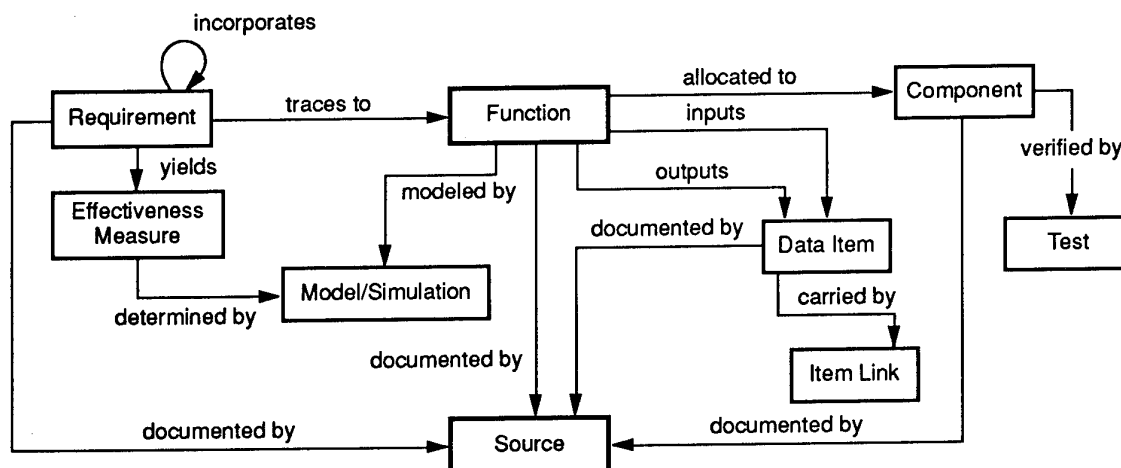 incorporates
Requirement
traces to
Function
allocated to
Component
inputs
verified by
yields
modeled by
outputs
Effectiveness
Measure
documented by
Data Item
Test
Model/Simulation
determined by
carried by
documented by
Item Link
documented by
Source
documented by